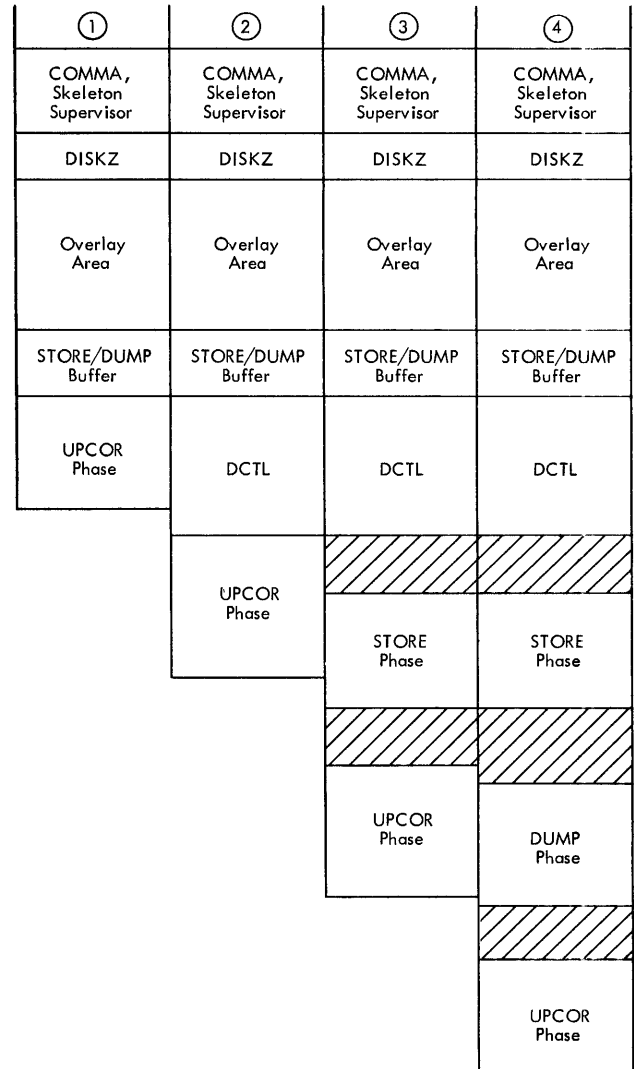 1 2 3 4
COMMA, COMMA, COMMA, COMMA,
Skeleton Skeleton Skeleton Skeleton
Supervisor Supervisor Supervisor Supervisor
DISKZ DISKZ DISKZ DISKZ
Overlay Overlay Overlay Overlay
Area Area Area Area
STORE/DUMP STORE/DUMP STORE/DUMP STORE/DUMP
Buffer Buffer Buffer Buffer
UPCOR
Phase
DCTL DCTL DCTL
UPCOR
Phase
STORE STORE
Phase Phase
UPCOR
Phase
DUMP
Phase
UPCOR
Phase